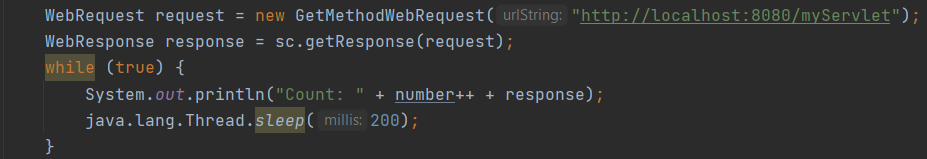 WebRequest request = new GetMethodWebRequest( urlString: "http://localhost:8080/myServlet");
WebResponse response = sc.getResponse(request);
while (true) {
System.out.println("Count: " + number++ + response);
java.lang.Thread.sleep( millis: 200);
}